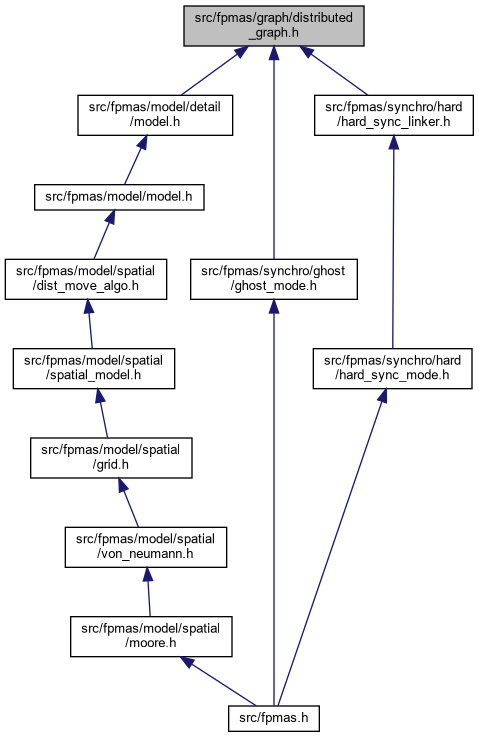 src/fpmas/graph/distributed
_graph.h
src/fpmas/model/detail
/model.h
src/fpmas/synchro/hard
/hard_sync_linker.h
src/fpmas/model/model.h
src/fpmas/model/spatial
/dist_move_algo.h
src/fpmas/synchro/ghost
/ghost_mode.h
src/fpmas/model/spatial
/spatial_model.h
src/fpmas/synchro/hard
/hard_sync_mode.h
src/fpmas/model/spatial
/grid.h
src/fpmas/model/spatial
/von_neumann.h
src/fpmas/model/spatial
/moore.h
src/fpmas.h